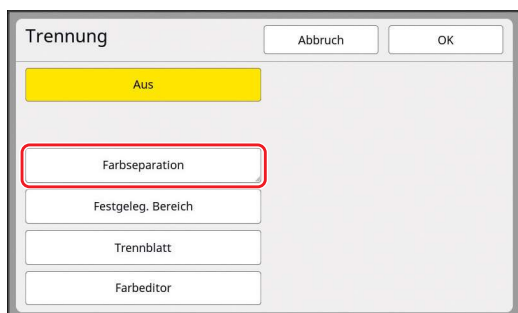 Trennung
Abbruch
OK
Aus
Farbseparation
Festgeleg. Bereich
Trennblatt
Farbeditor